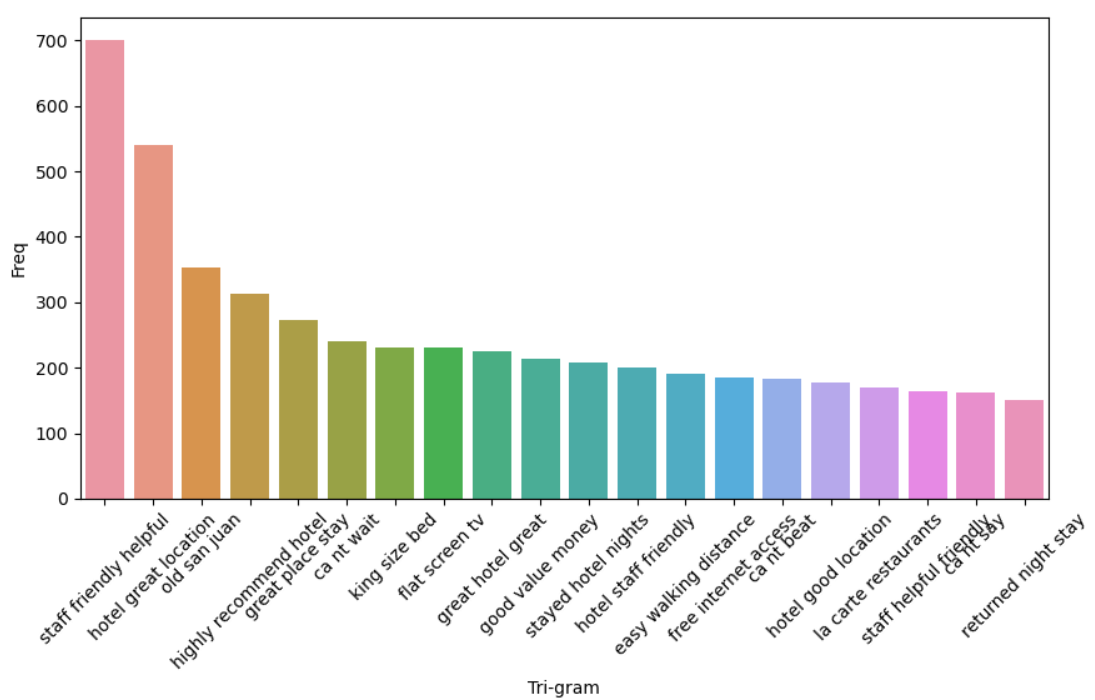 700
600
500
400
300
200
100
0
Freq
staff friendly helpful
hotel great location
old san juan
highly recommend hotel
great place stay
ca nt wait
king size bed
flat screen tv
great hotel great
good value money
stayed hotel nights
hotel staff friendly
easy walking distance
free internet access
ca nt beat
hotel good location
la carte restaurants
staff helpful friendly
ca nt say
returned night stay
Tri-gram